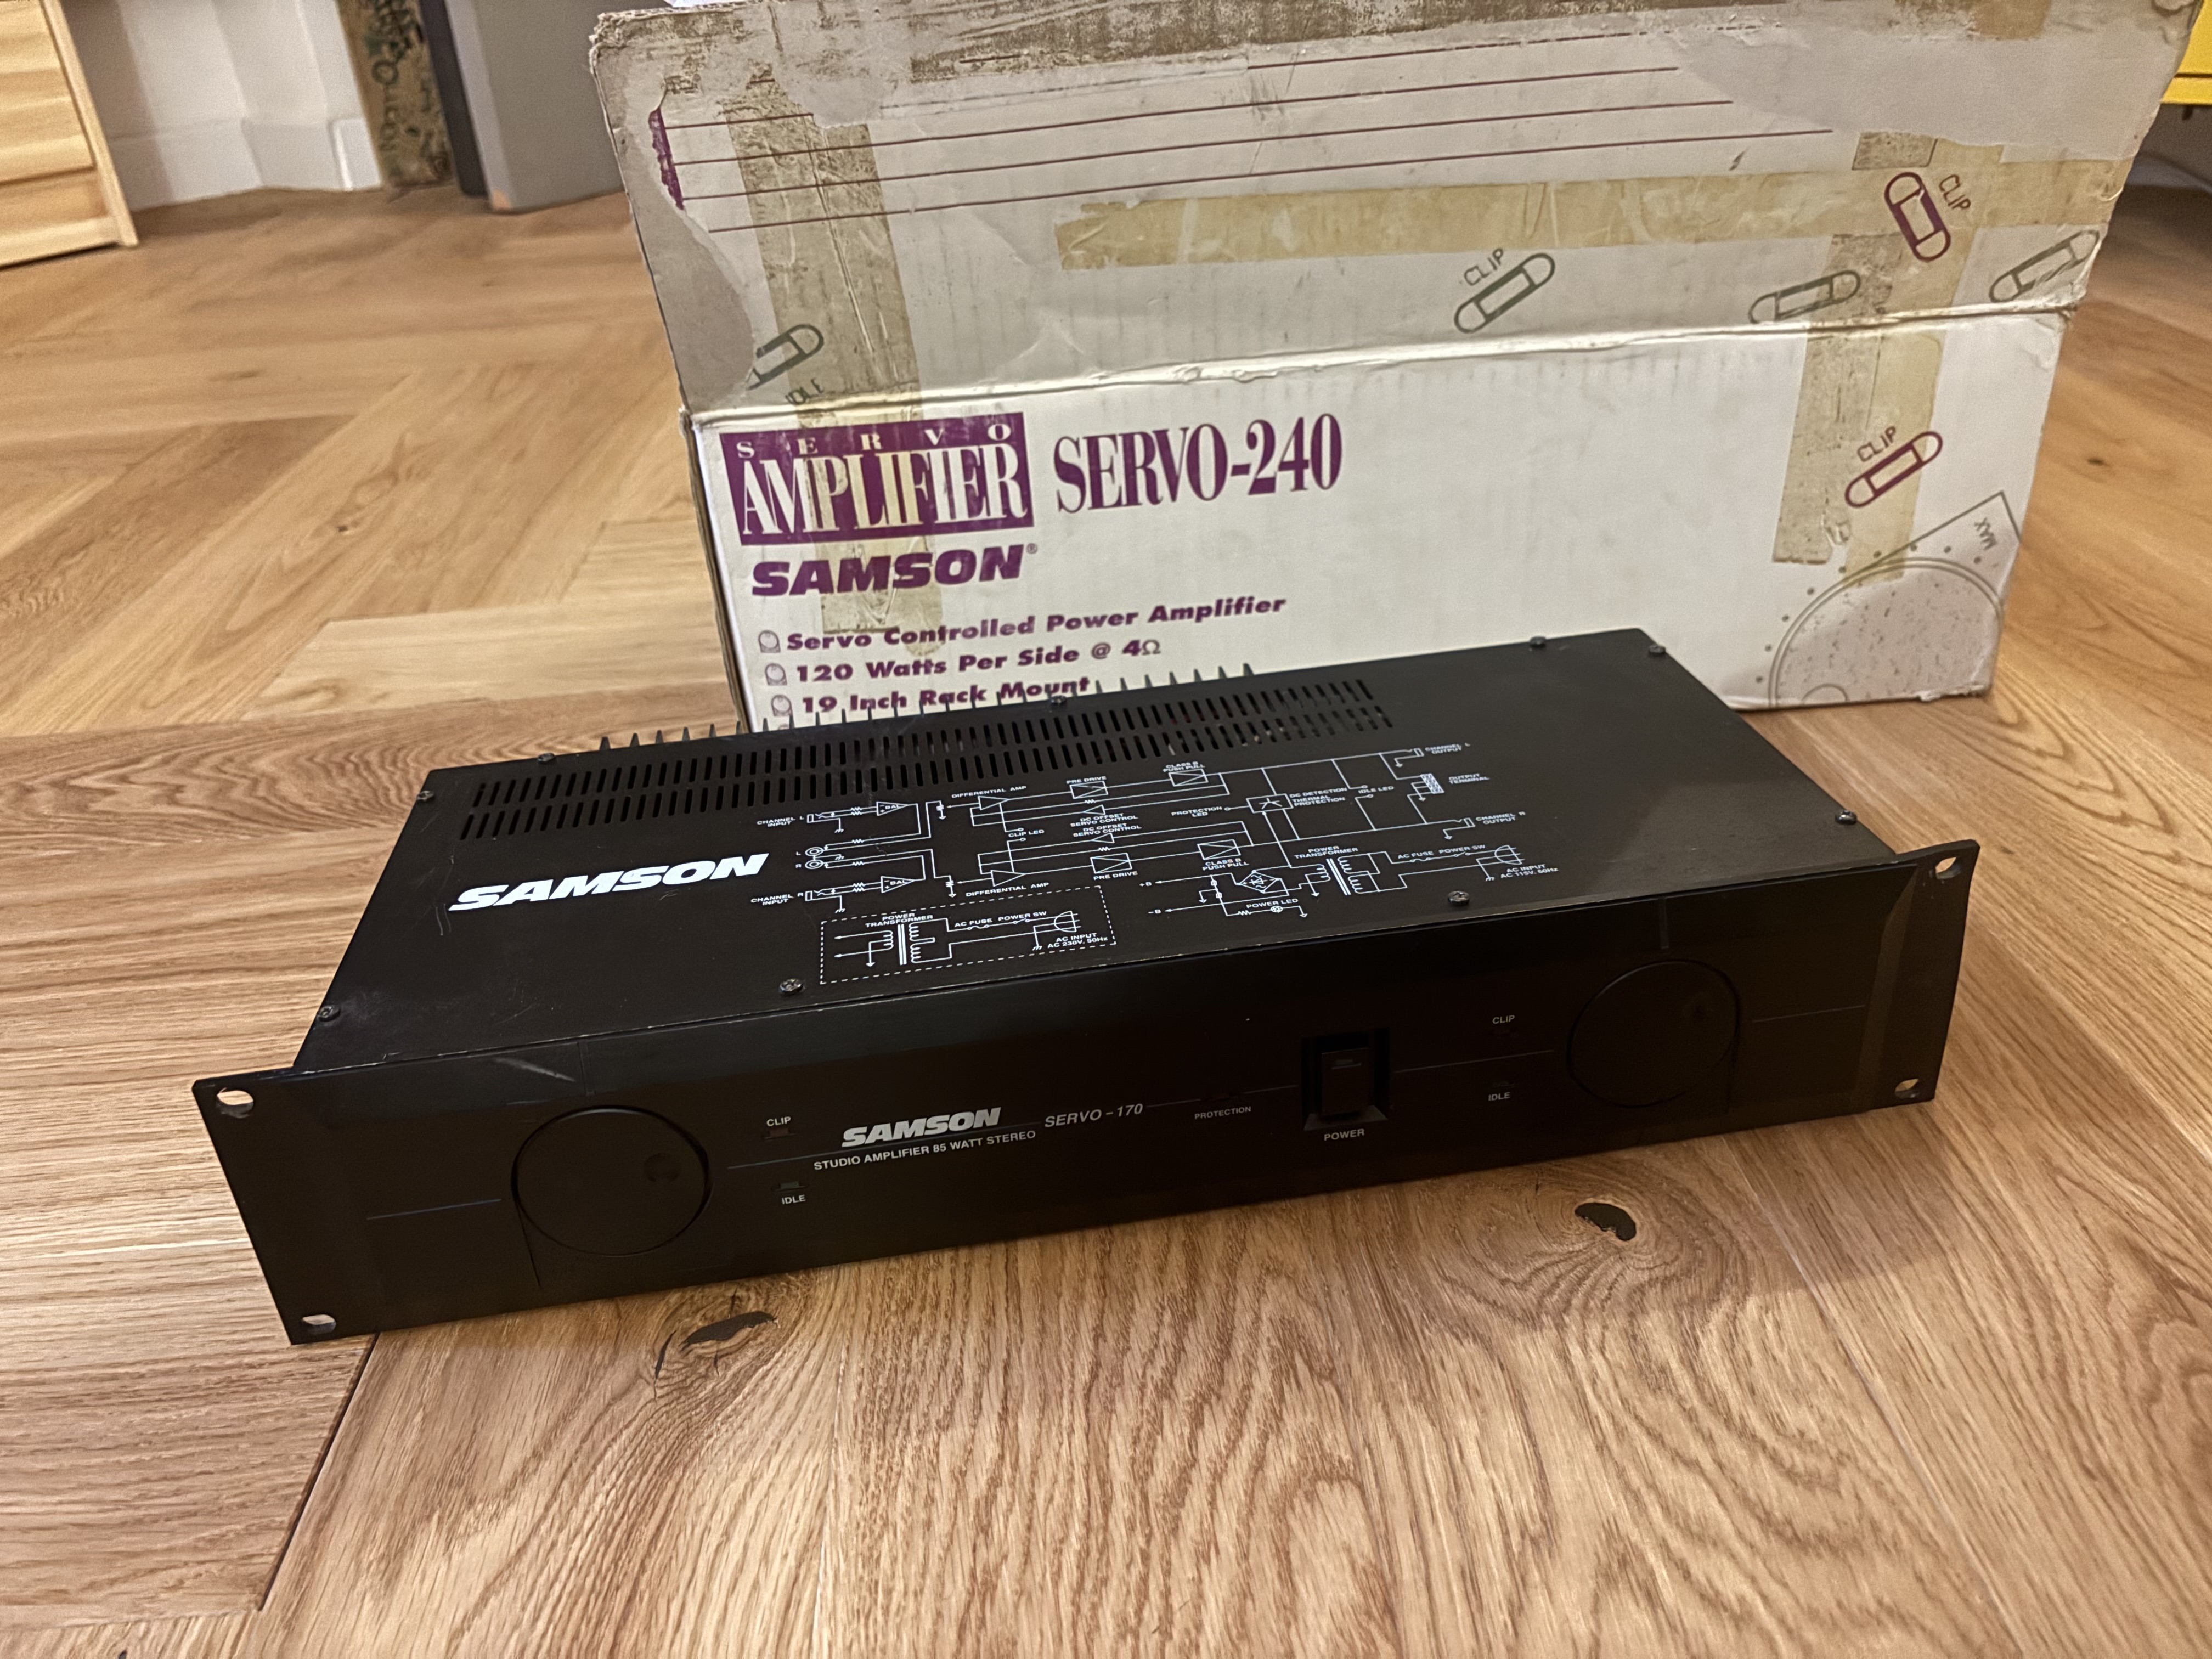 CLIP
CLIP
IDLE
SERVO
AMPLIFIER
SERVO-240
SAMSON®
CLIP
MAX
Servo Controlled Power Amplifier
120 Watts Per Side @ 4Ω
19 Inch Rack Mount
SAMSON
CHANNEL L
INPUT
BAL
L
R
CHANNEL R
INPUT
BAL
DIFFERENTIAL AMP
PRE DRIVE
CLASS B
PUSH PULL
CLIP LED
DC OFFSET
SERVO CONTROL
DC OFFSET
SERVO CONTROL
DIFFERENTIAL AMP
PRE DRIVE
CLASS B
PUSH PULL
PROTECTION
LED
DC DETECTION
THERMAL
PROTECTION
IDLE LED
CHANNEL L
OUTPUT
OUTPUT
TERMINAL
CHANNEL R
OUTPUT
POWER
TRANSFORMER
AC FUSE
POWER SW
AC INPUT
AC 115V, 60Hz
+B
-B
POWER LED
POWER
TRANSFORMER
AC FUSE
POWER SW
AC INPUT
AC 230V, 50Hz
CLIP
IDLE
SAMSON
SERVO-170
STUDIO AMPLIFIER 85 WATT STEREO
PROTECTION
POWER
CLIP
IDLE